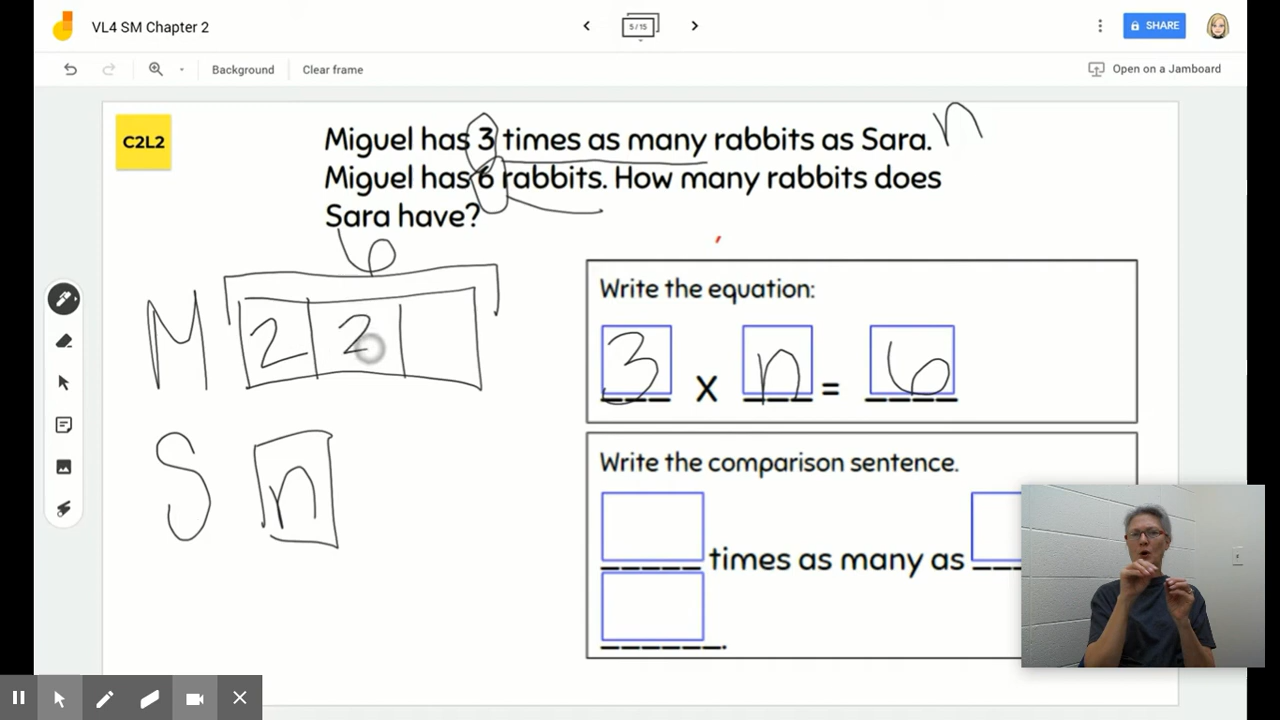 VL4 SM Chapter 2
5 / 15
SHARE
Background
Clear frame
Open on a Jamboard
C2L2
Miguel has 3 times as many rabbits as Sara. n
Miguel has 6 rabbits. How many rabbits does
Sara have?
6
M 2 2
S n
Write the equation:
3 x n = 6
Write the comparison sentence.
times as many as
.